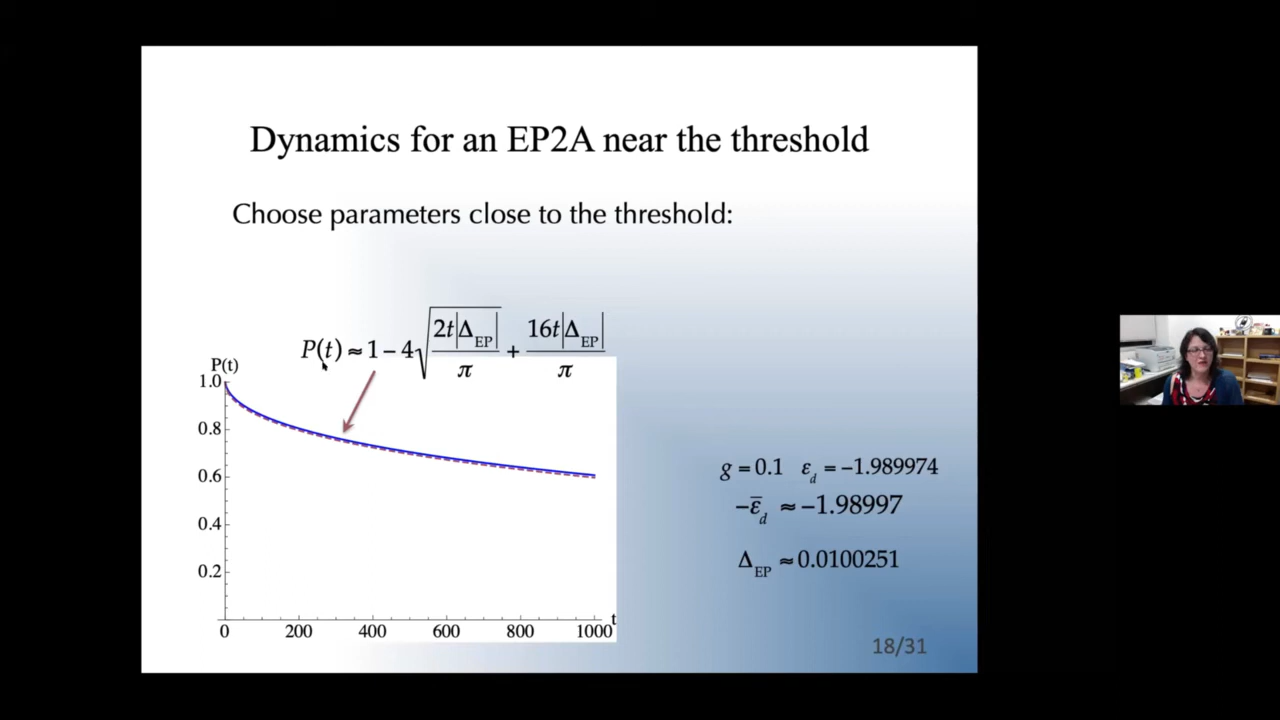 Dynamics for an EP2A near the threshold
Choose parameters close to the threshold:
P(t) ≈ 1 − 4√(2t|Δ_EP|/π) + 16t|Δ_EP|/π
P(t)
1.0
0.8
0.6
0.4
0.2
0 200 400 600 800 1000 t
g = 0.1 ε_d = −1.989974
−ε̄_d ≈ −1.98997
Δ_EP ≈ 0.0100251
18/31